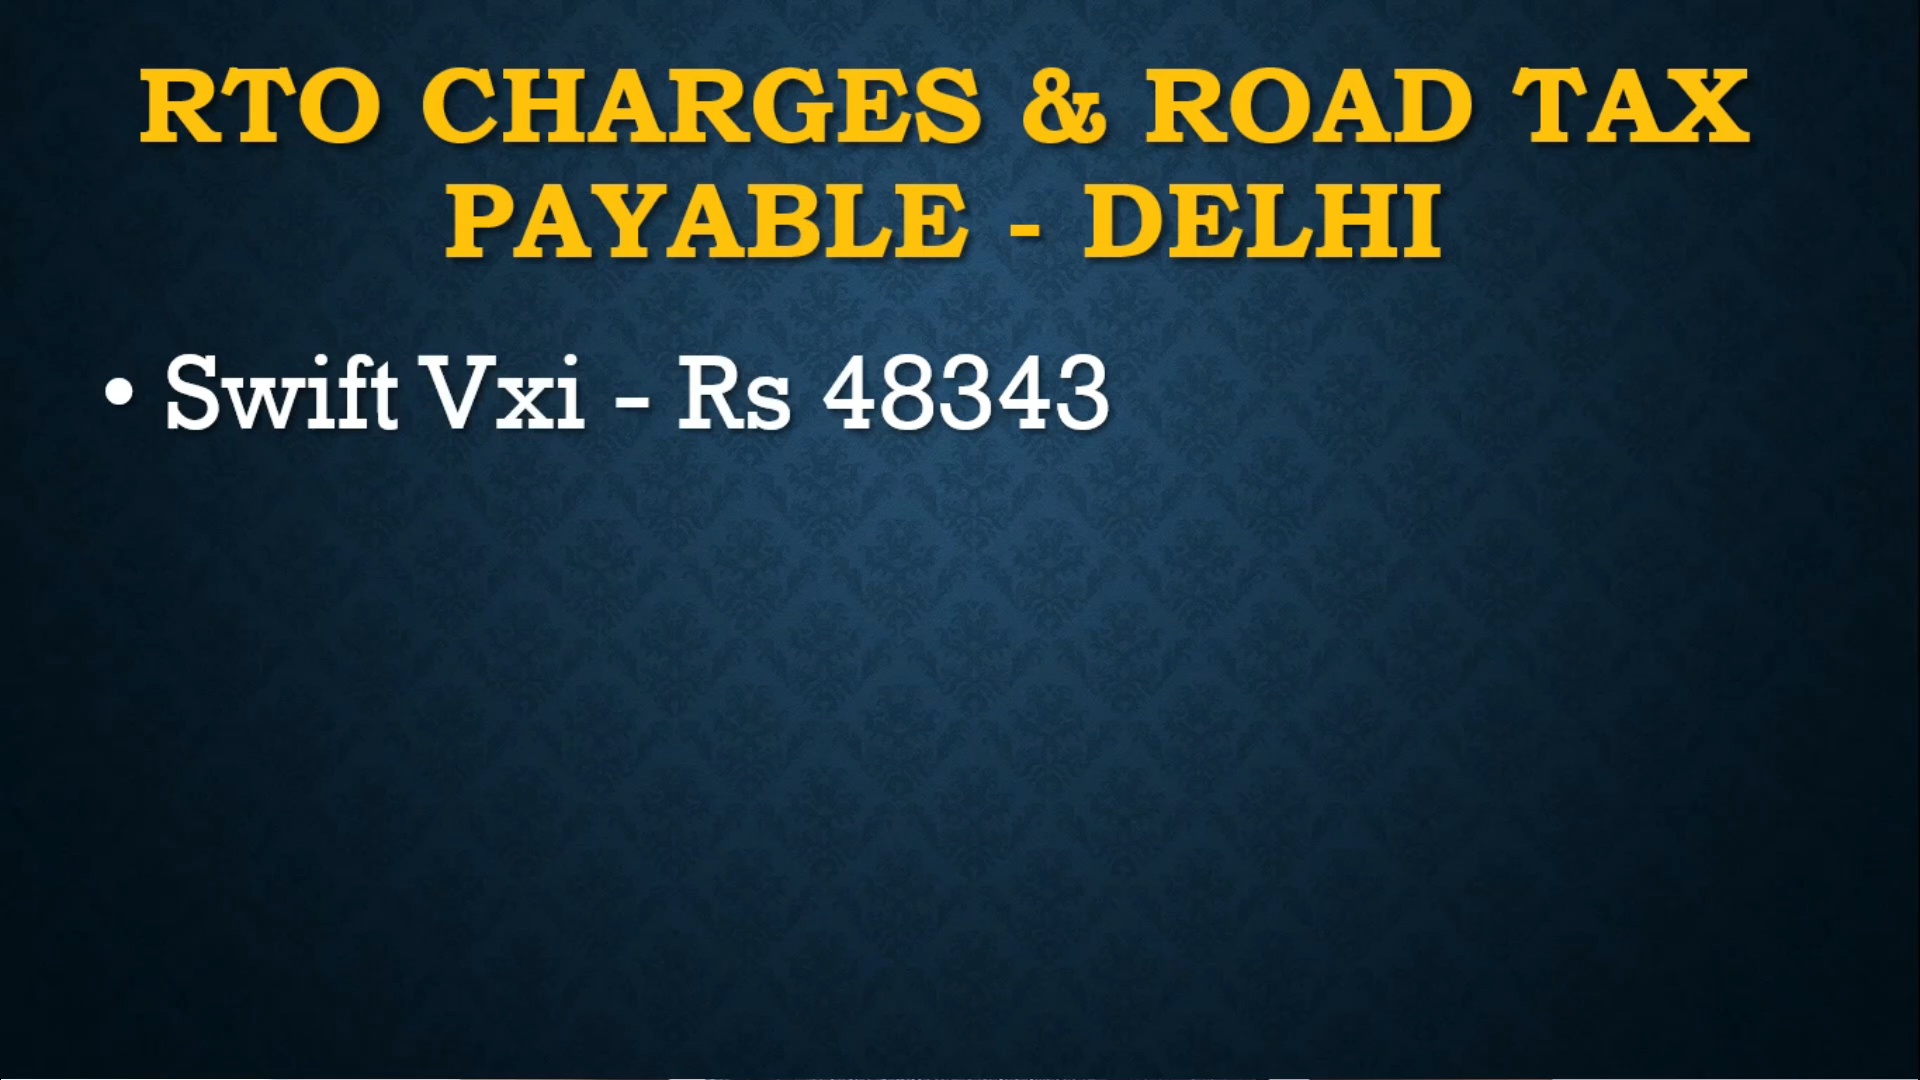 RTO CHARGES & ROAD TAX
PAYABLE - DELHI
• Swift Vxi - Rs 48343